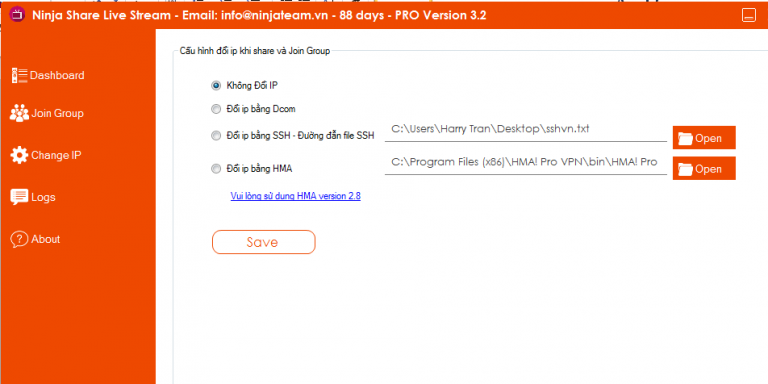 Ninja Share Live Stream - Email: info@ninjateam.vn - 88 days - PRO Version 3.2
Dashboard
Join Group
Change IP
Logs
About
Cấu hình đổi ip khi share và Join Group
Không Đổi IP
Đổi ip bằng Dcom
Đổi ip bằng SSH - Đường đẫn file SSH
C:\Users\Harry Tran\Desktop\sshvn.txt
Open
Đổi ip bằng HMA
C:\Program Files (x86)\HMA! Pro VPN\bin\HMA! Pro
Open
Vui lòng sử dụng HMA version 2.8
Save